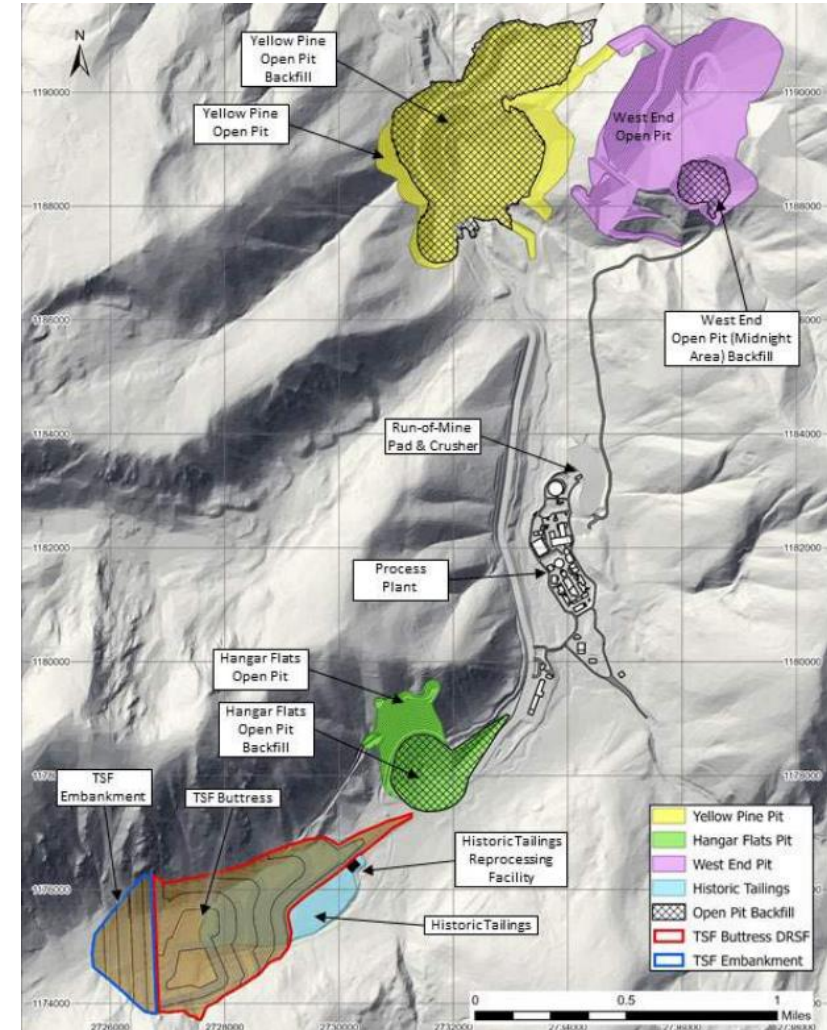 N
Yellow Pine
Open Pit
Backfill
1190000
1190000
Yellow Pine
Open Pit
West End
Open Pit
1188000
1188000
West End
Open Pit (Midnight
Area) Backfill
Run-of-Mine
Pad & Crusher
1184000
1184000
1182000
1182000
Process
Plant
Hangar Flats
Open Pit
1180000
1180000
Hangar Flats
Open Pit
Backfill
TSF
Embankment
TSF Buttress
Historic Tailings
Reprocessing
Facility
Historic Tailings
Yellow Pine Pit
Hangar Flats Pit
West End Pit
Historic Tailings
Open Pit Backfill
TSF Buttress DRSF
TSF Embankment
1174000
0
0.5
1
Miles
2726000
2728000
2730000
2732000